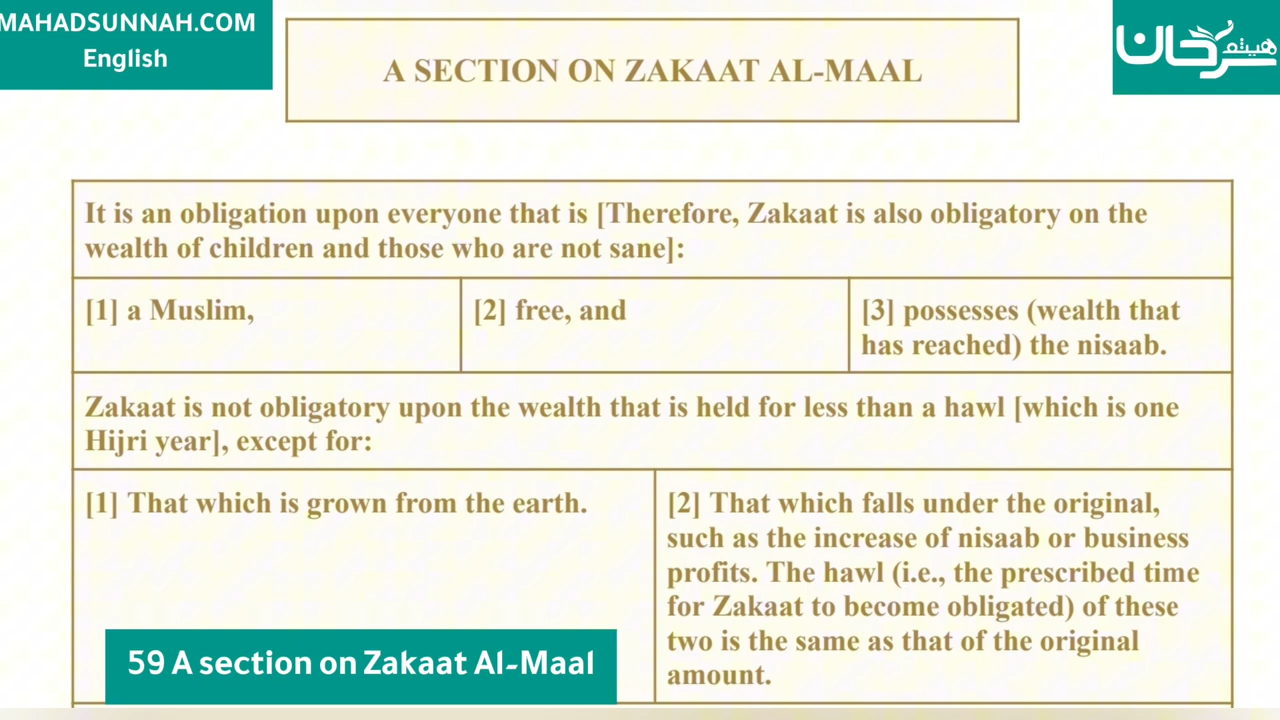 MAHADSUNNAH.COM
English
A SECTION ON ZAKAAT AL-MAAL
هيثم
سرحان
It is an obligation upon everyone that is [Therefore, Zakaat is also obligatory on the
wealth of children and those who are not sane]:
[1] a Muslim,
[2] free, and
[3] possesses (wealth that
has reached) the nisaab.
Zakaat is not obligatory upon the wealth that is held for less than a hawl [which is one
Hijri year], except for:
[1] That which is grown from the earth.
[2] That which falls under the original,
such as the increase of nisaab or business
profits. The hawl (i.e., the prescribed time
for Zakaat to become obligated) of these
two is the same as that of the original
amount.
59 A section on Zakaat Al-Maal